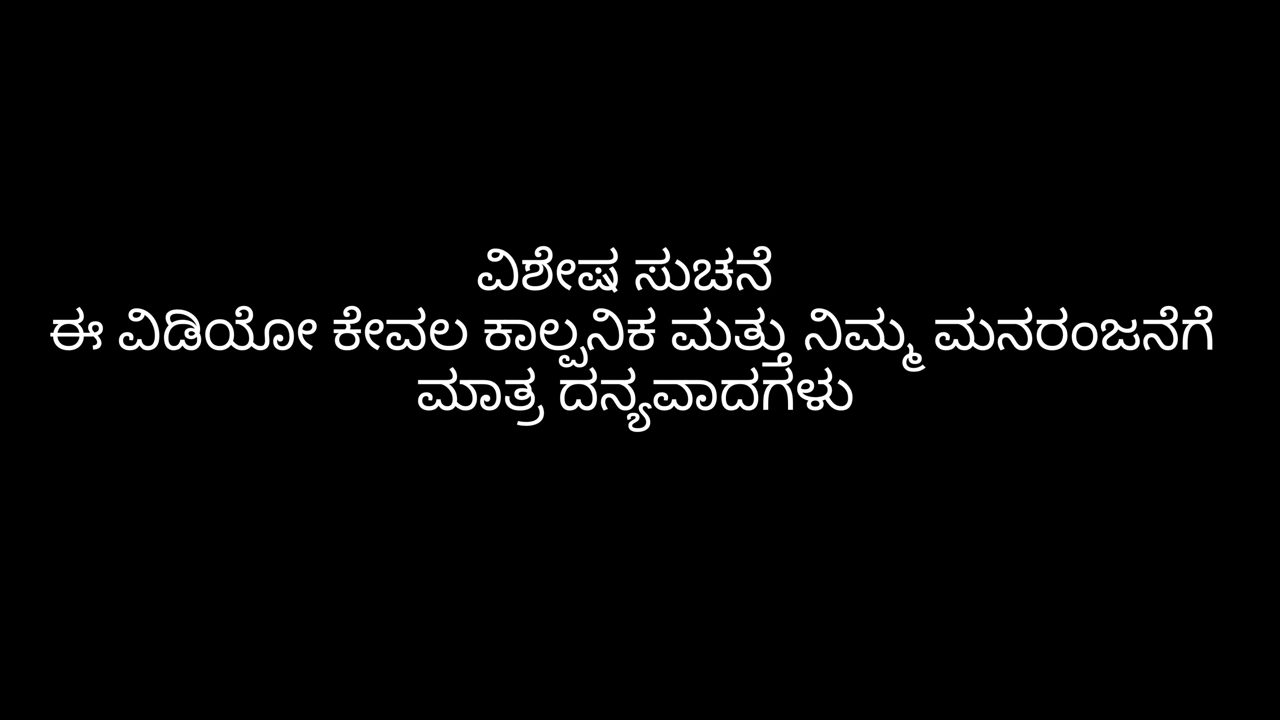 ವಿಶೇಷ ಸುಚನೆ
ಈ ವಿಡಿಯೋ ಕೇವಲ ಕಾಲ್ಪನಿಕ ಮತ್ತು ನಿಮ್ಮ ಮನರಂಜನೆಗೆ
ಮಾತ್ರ ದನ್ಯವಾದಗಳು